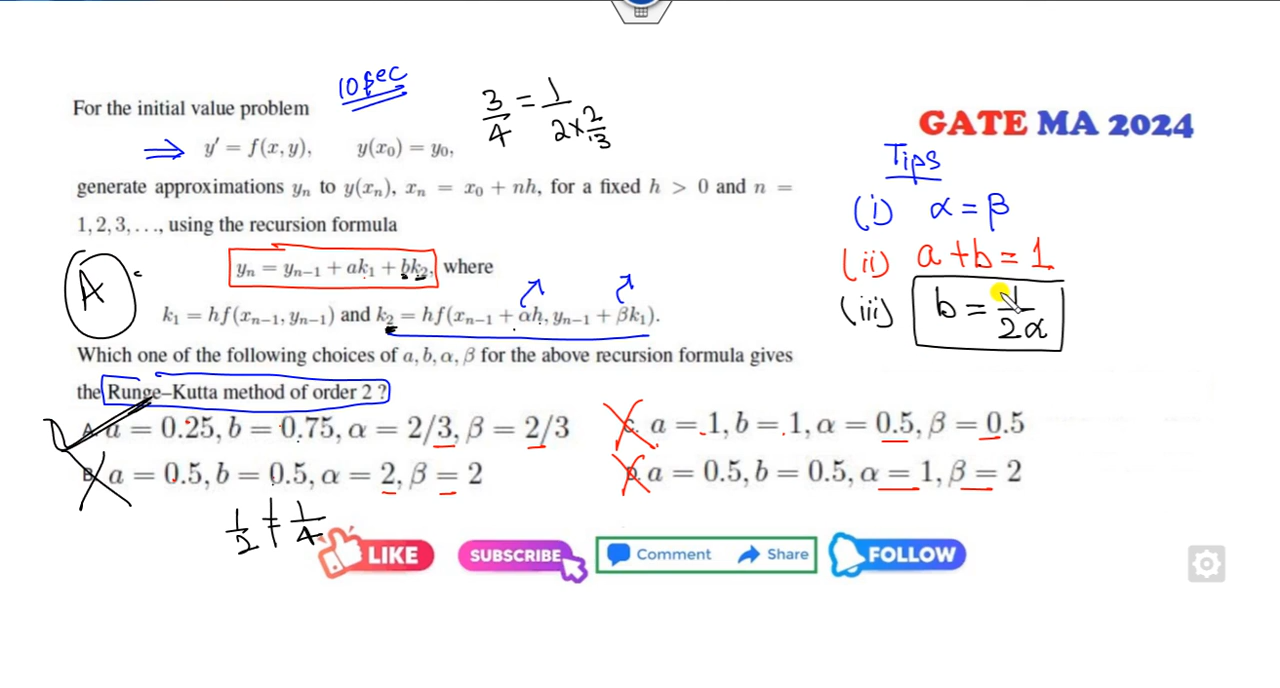 10 sec
For the initial value problem
3/4 = 1/(2×2/3)
GATE MA 2024
⇒ y′ = f(x, y), y(x₀) = y₀,
Tips
generate approximations yₙ to y(xₙ), xₙ = x₀ + nh, for a fixed h > 0 and n =
(i) α = β
1, 2, 3, . . ., using the recursion formula
(ii) a + b = 1
A
yₙ = yₙ₋₁ + ak₁ + bk₂, where
(iii) b = 1/2α
k₁ = hf(xₙ₋₁, yₙ₋₁) and k₂ = hf(xₙ₋₁ + αh, yₙ₋₁ + βk₁).
Which one of the following choices of a, b, α, β for the above recursion formula gives
the Runge–Kutta method of order 2 ?
A. a = 0.25, b = 0.75, α = 2/3, β = 2/3
C. a = 1, b = 1, α = 0.5, β = 0.5
B. a = 0.5, b = 0.5, α = 2, β = 2
D. a = 0.5, b = 0.5, α = 1, β = 2
1/2 ≠ 1/4
LIKE
SUBSCRIBE
Comment
Share
FOLLOW